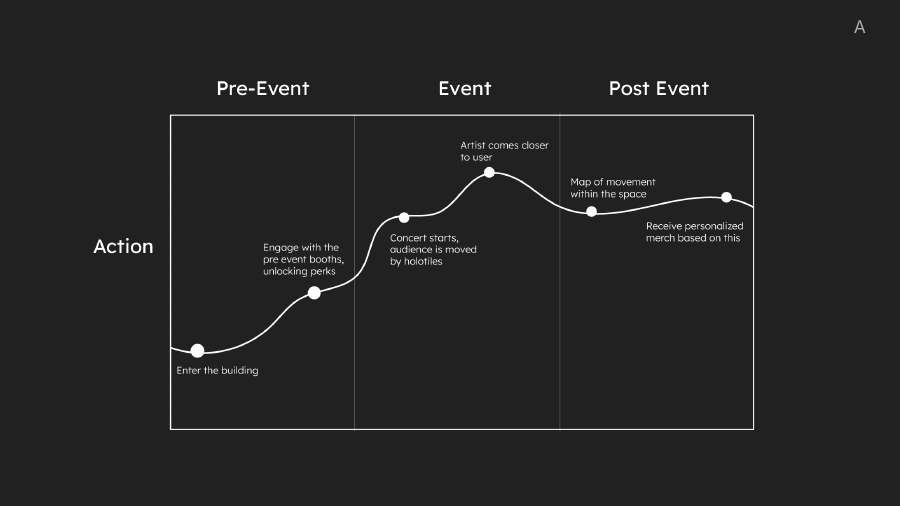 A
Pre-Event
Event
Post Event
Action
Enter the building
Engage with the
pre event booths,
unlocking perks
Concert starts,
audience is moved
by holotiles
Artist comes closer
to user
Map of movement
within the space
Receive personalized
merch based on this